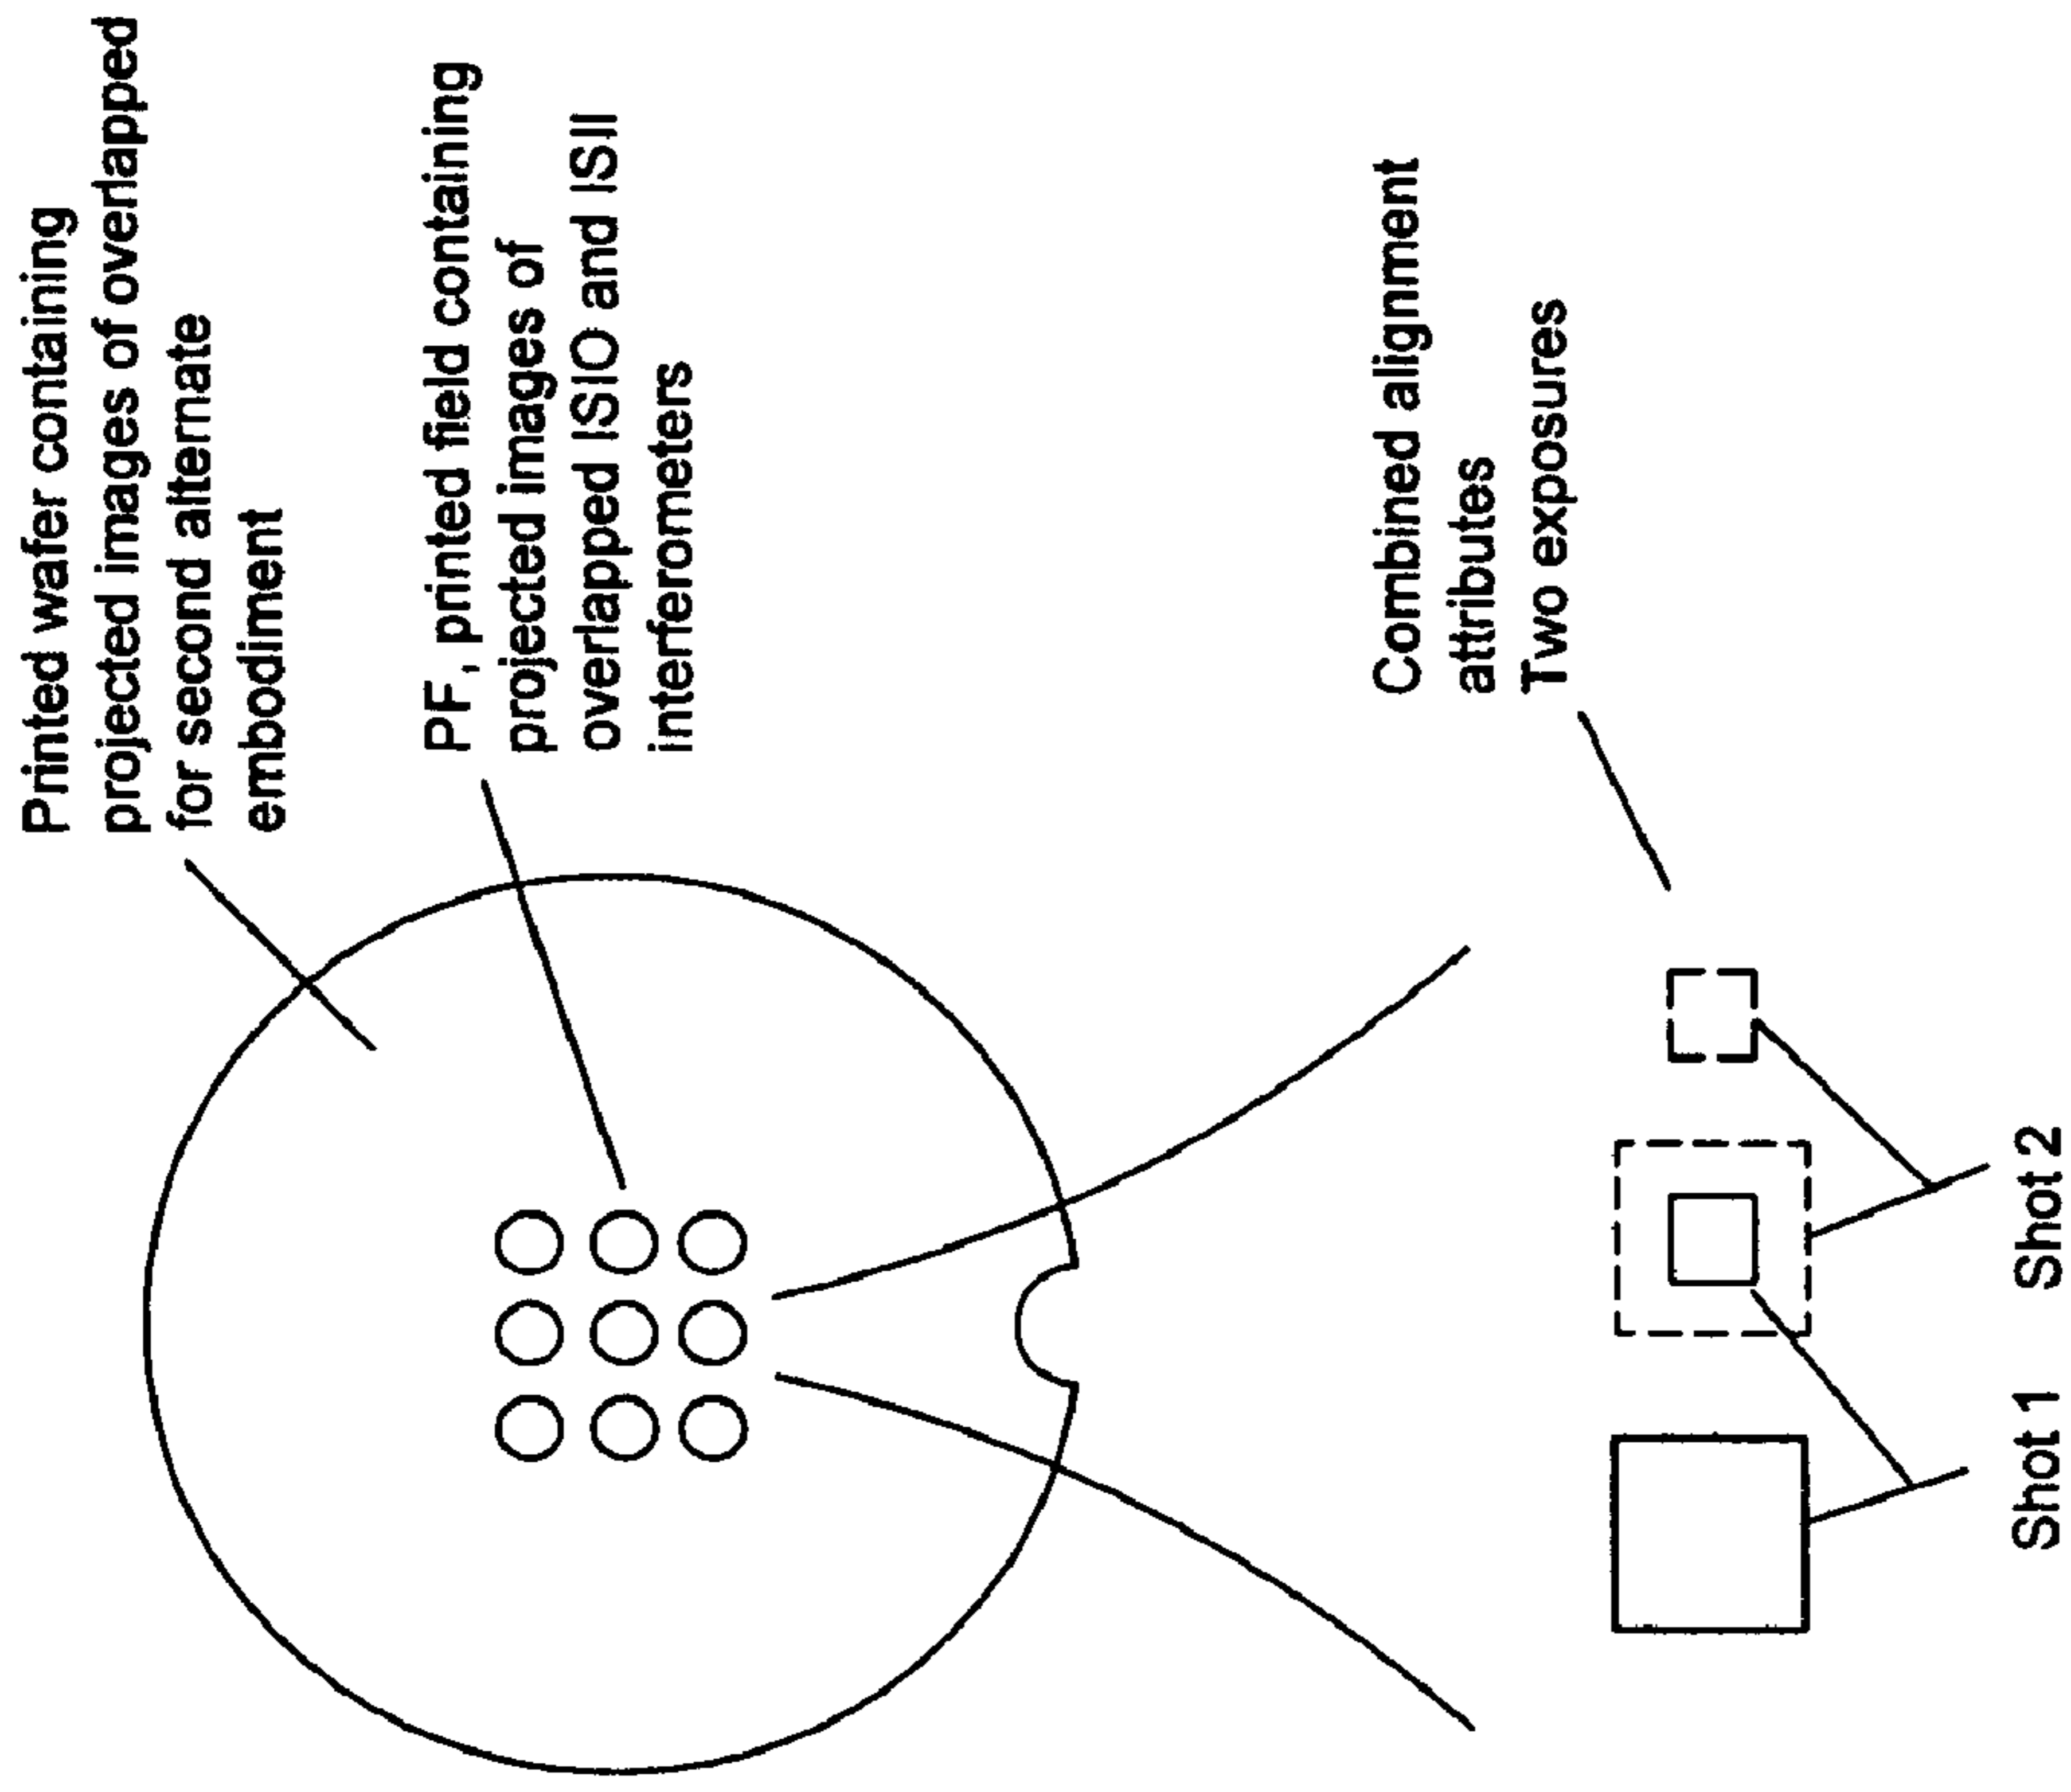 Printed wafer containing
projected images of overlapped
for second alternate
embodiment
PF, printed field containing
projected images of
overlapped ISIO and ISII
interferometers
Combined alignment
attributes
Two exposures
Shot 1
Shot 2